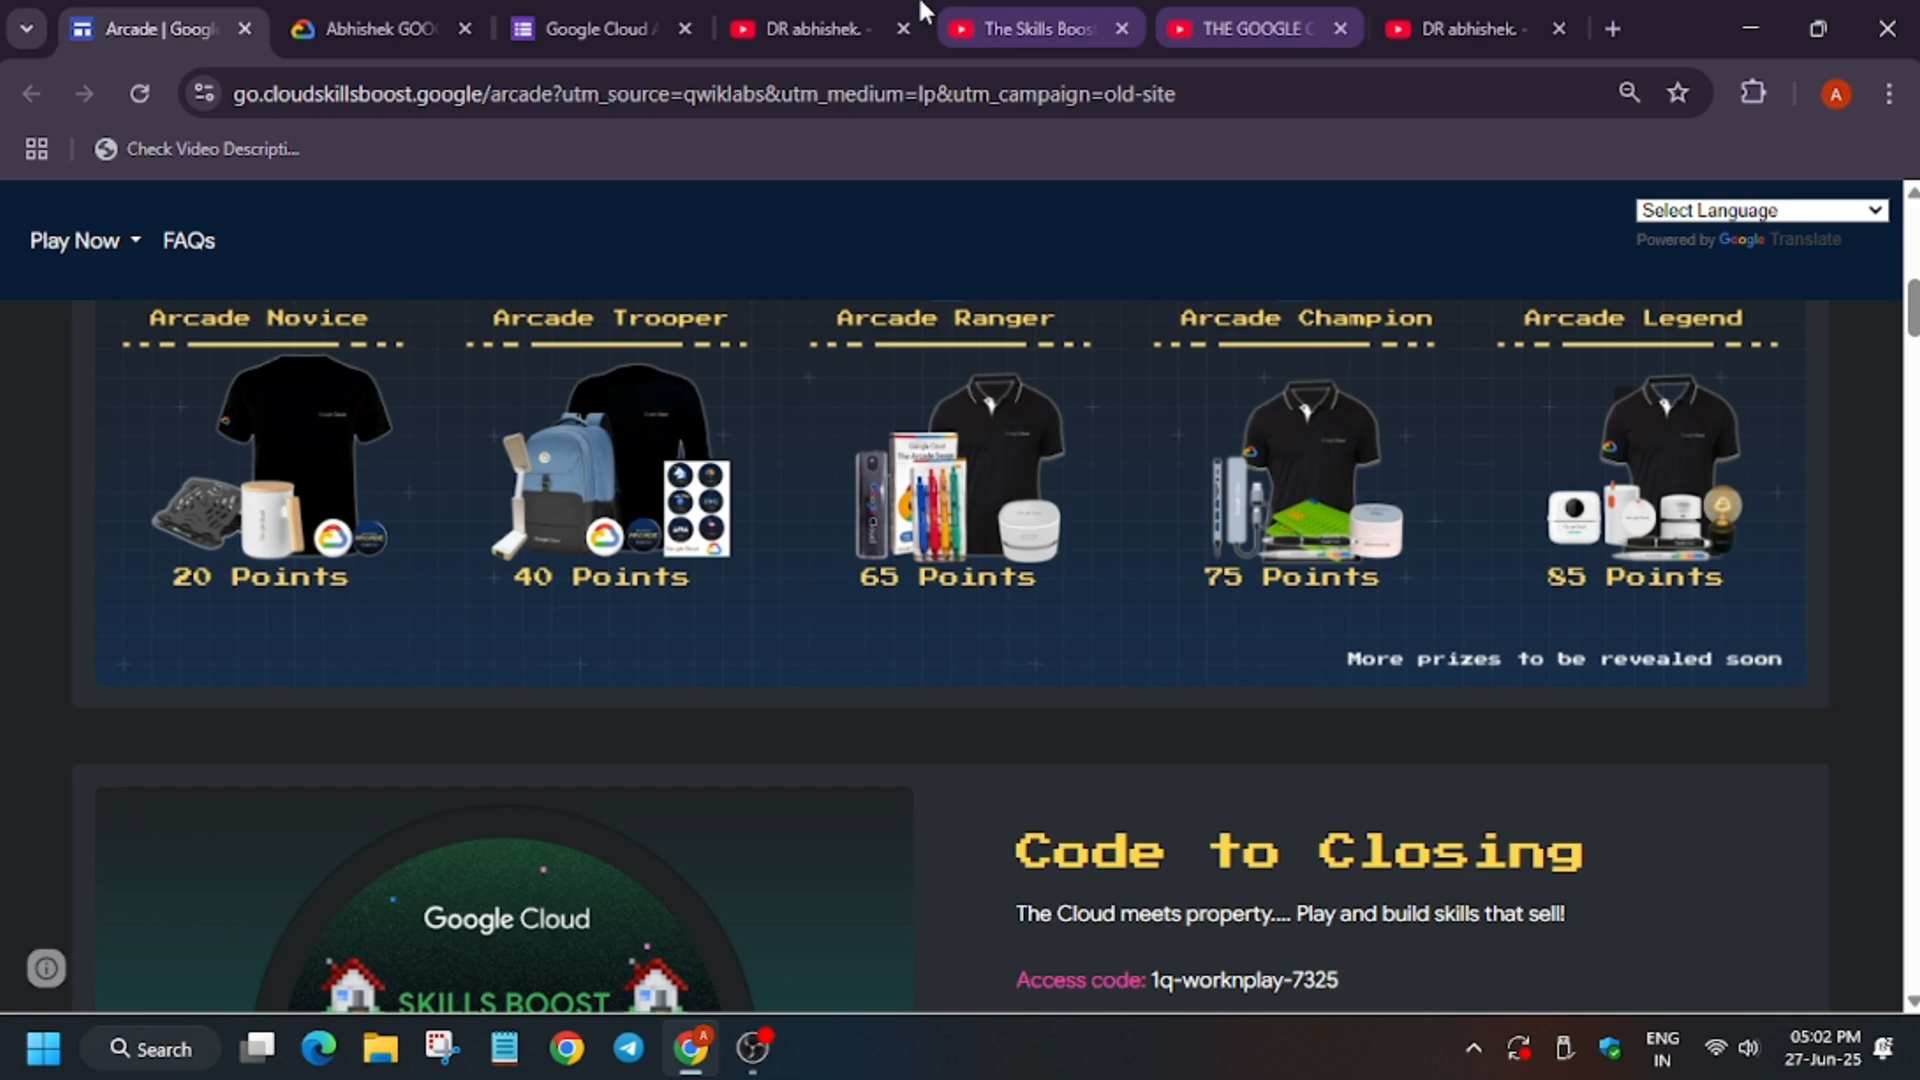 Arcade | Googl
Abhishek GOO
Google Cloud A
DR abhishek. -
The Skills Boos
THE GOOGLE C
DR abhishek. -
go.cloudskillsboost.google/arcade?utm_source=qwiklabs&utm_medium=lp&utm_campaign=old-site
A
Check Video Descripti...
Play Now
FAQs
Select Language
Powered by Google Translate
Arcade Novice
Arcade Trooper
Arcade Ranger
Arcade Champion
Arcade Legend
20 Points
40 Points
65 Points
75 Points
85 Points
More prizes to be revealed soon
Google Cloud
SKILLS BOOST
Code to Closing
The Cloud meets property.... Play and build skills that sell!
Access code: 1q-worknplay-7325
Search
A
ENG
IN
05:02 PM
27-Jun-25